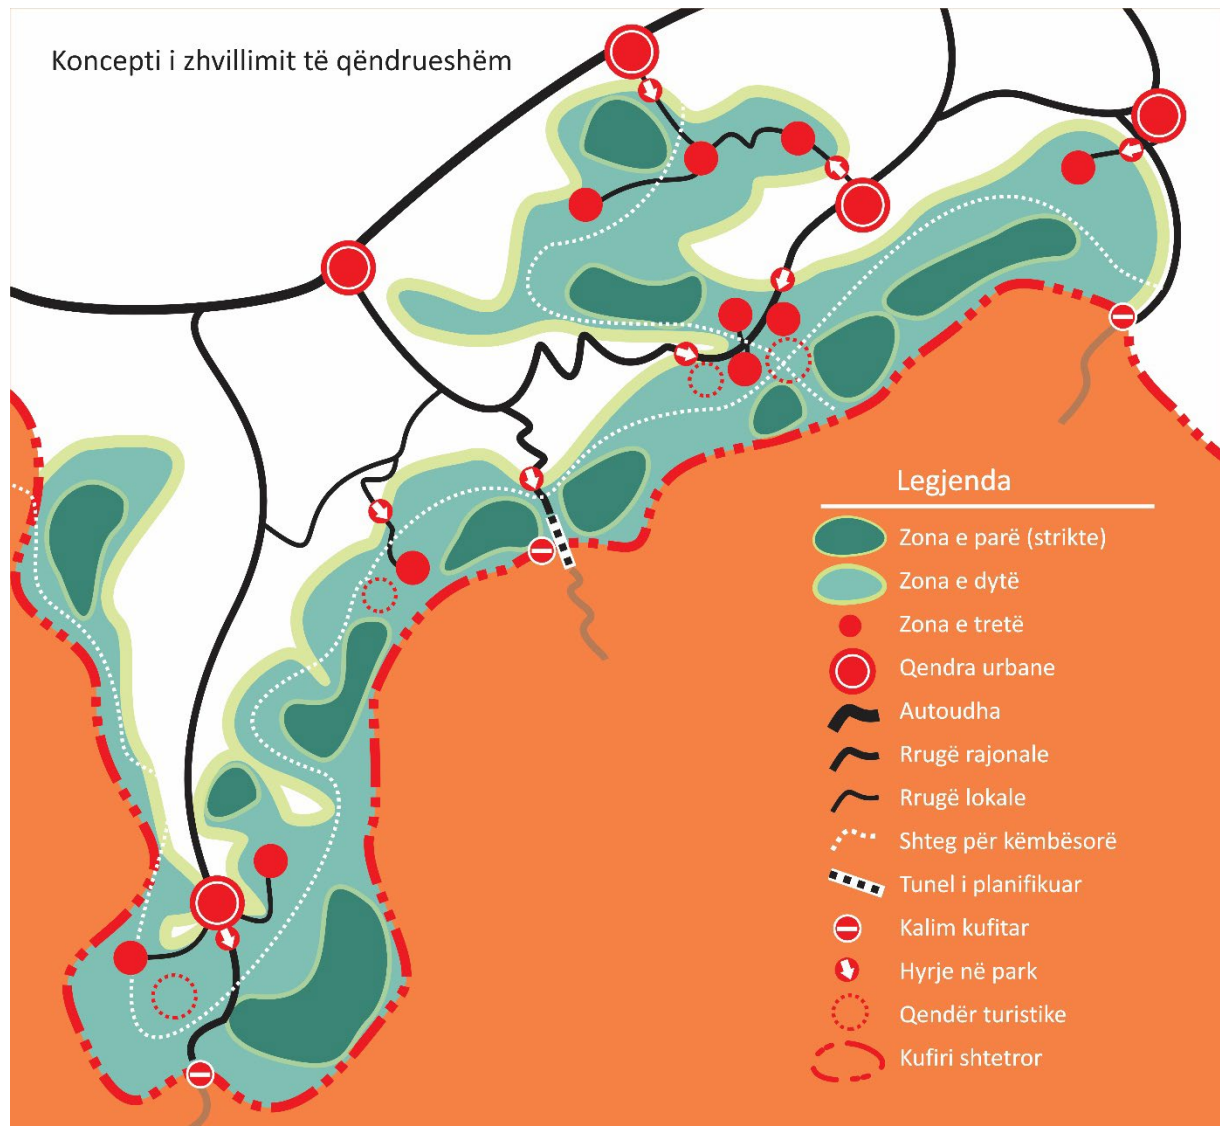 Koncepti i zhvillimit të qëndrueshëm
Legjenda
Zona e parë (strikte)
Zona e dytë
Zona e tretë
Qendra urbane
Autoudha
Rrugë rajonale
Rrugë lokale
Shteg për këmbësorë
Tunel i planifikuar
Kalim kufitar
Hyrje në park
Qendër turistike
Kufiri shtetror